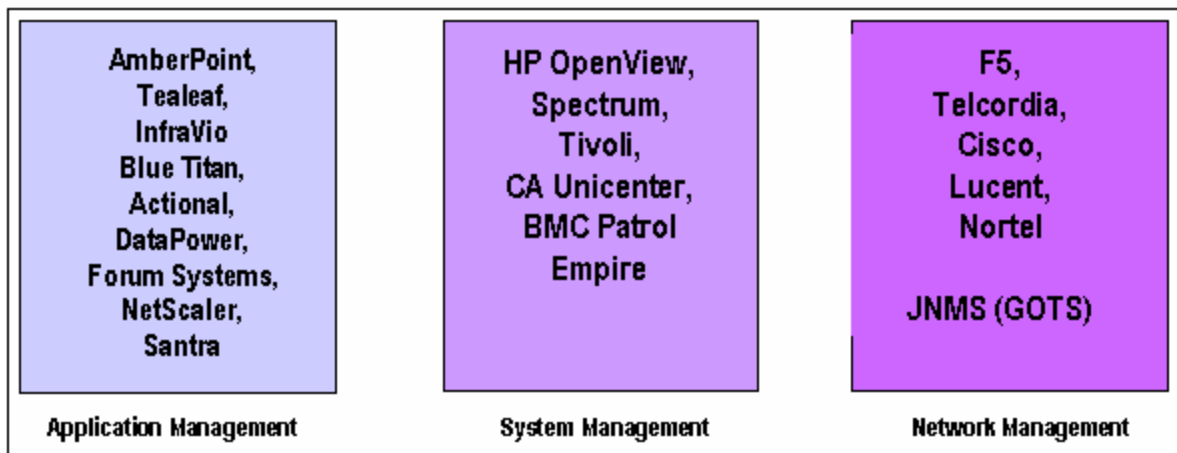 AmberPoint,
Tealeaf,
InfraVio
Blue Titan,
Actional,
DataPower,
Forum Systems,
NetScaler,
Santra
Application Management
HP OpenView,
Spectrum,
Tivoli,
CA Unicenter,
BMC Patrol
Empire
System Management
F5,
Telcordia,
Cisco,
Lucent,
Nortel
JNMS (GOTS)
Network Management